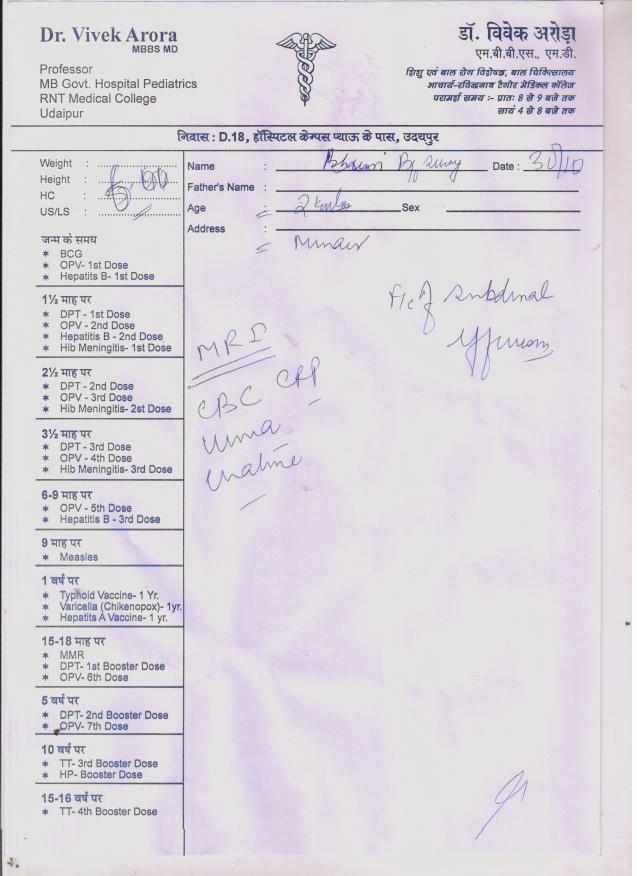 Dr. Vivek Arora
MBBS MD
Professor
MB Govt. Hospital Pediatrics
RNT Medical College
Udaipur
डॉ. विवेक अरोड़ा
एम.बी.बी.एस., एम.डी.
शिशु एवं बाल रोग विशेषज्ञ, बाल चिकित्सालय
आचार्य-रविन्द्रनाथ टैगोर मेडिकल कॉलेज
परामर्श समय :- प्रातः 8 से 9 बजे तक
सायं 4 से 8 बजे तक
निवास : D.18, हॉस्पिटल केम्पस प्याऊ के पास, उदयपुर
Weight :
Height :
HC :
US/LS :
Name :
Date : 30/10
Father's Name :
Age : 2
Sex
Address :
जन्म के समय
* BCG
* OPV- 1st Dose
* Hepatits B- 1st Dose
1½ माह पर
* DPT - 1st Dose
* OPV - 2nd Dose
* Hepatitis B - 2nd Dose
* Hib Meningitis- 1st Dose
2½ माह पर
* DPT - 2nd Dose
* OPV - 3rd Dose
* Hib Meningitis- 2st Dose
3½ माह पर
* DPT - 3rd Dose
* OPV - 4th Dose
* Hib Meningitis- 3rd Dose
6-9 माह पर
* OPV - 5th Dose
* Hepatitis B - 3rd Dose
9 माह पर
* Measles
1 वर्ष पर
* Typhoid Vaccine- 1 Yr.
* Varicella (Chikenopox)- 1yr.
* Hepatits A Vaccine- 1 yr.
15-18 माह पर
* MMR
* DPT- 1st Booster Dose
* OPV- 6th Dose
5 वर्ष पर
* DPT- 2nd Booster Dose
* OPV- 7th Dose
10 वर्ष पर
* TT- 3rd Booster Dose
* HP- Booster Dose
15-16 वर्ष पर
* TT- 4th Booster Dose
F/c of subdural
MRI
CBC CRP